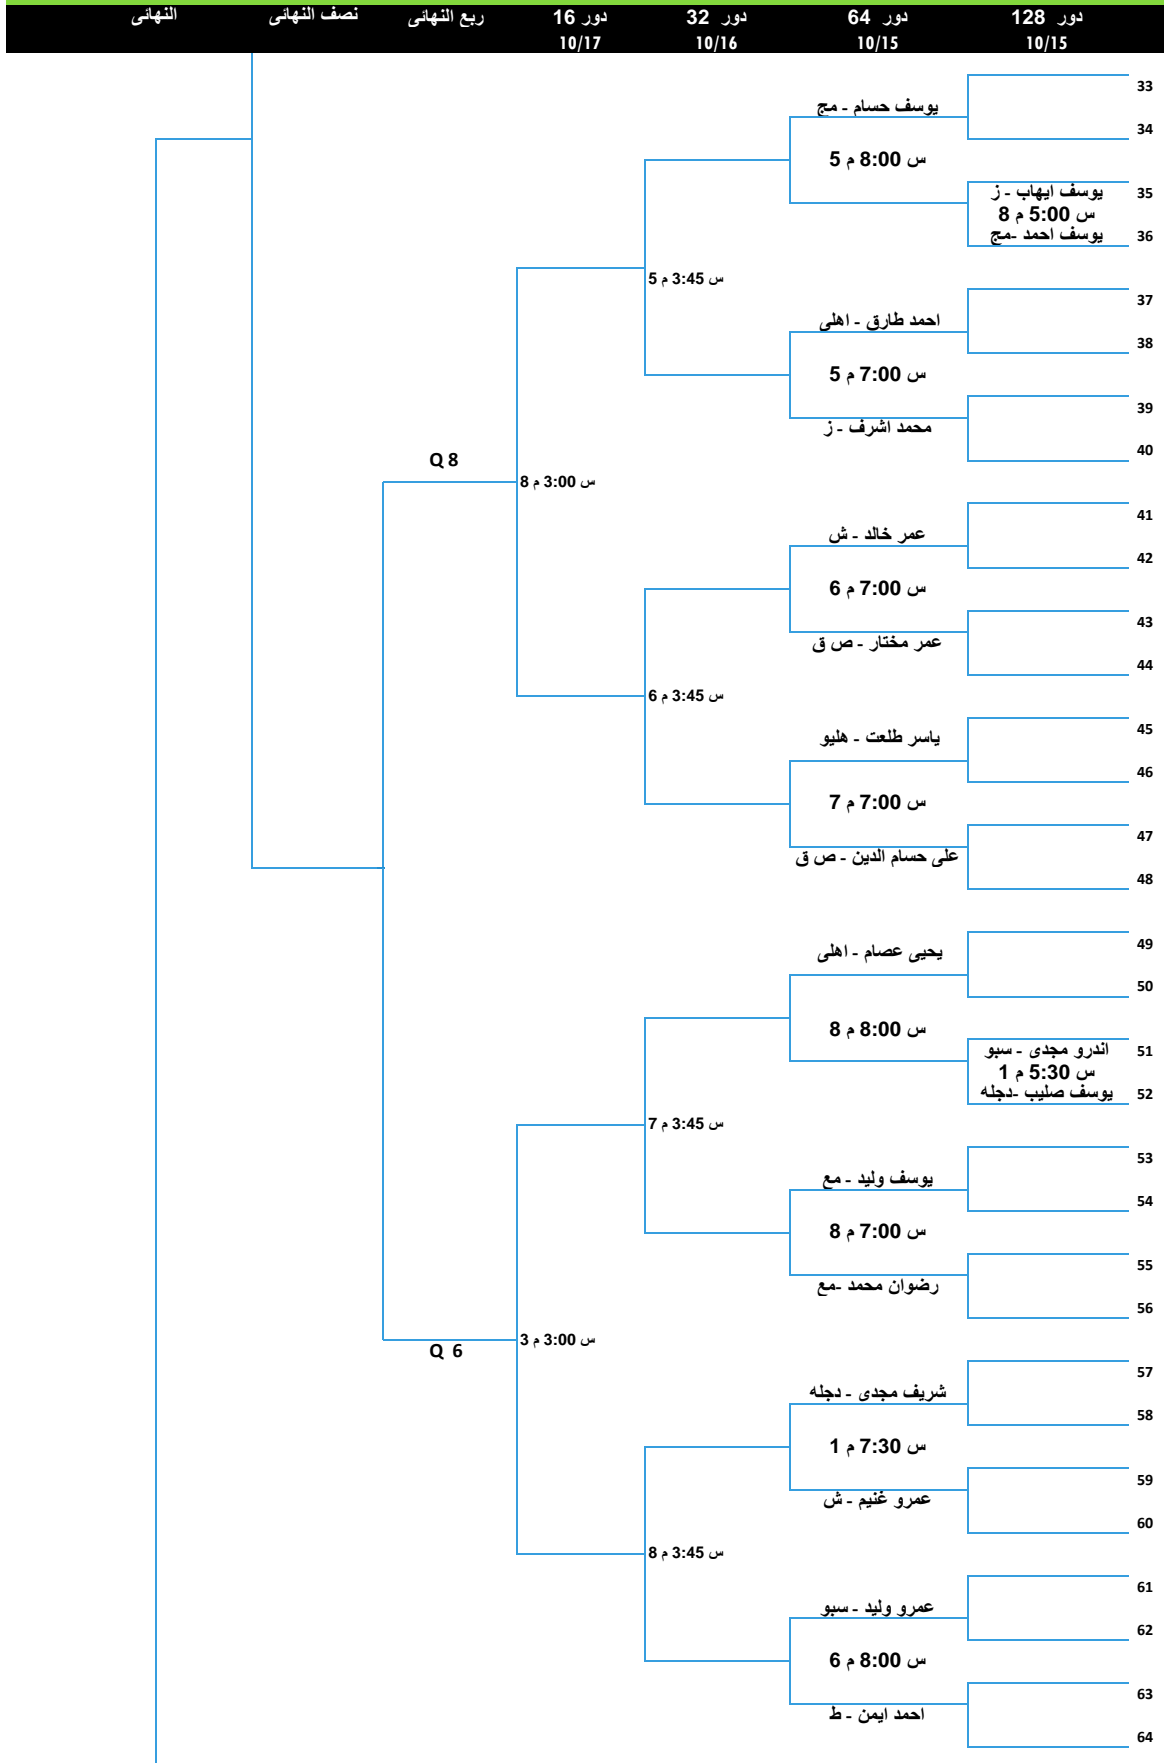 دور 128
دور 64
دور 32
دور 16
ربع النهائى
نصف النهائى
النهائى
10/15
10/15
10/16
10/17
33
يوسف حسام - مج
34
س 8:00 م 5
35
يوسف ايهاب - ز
س 5:00 م 8
36
يوسف احمد -مج
س 3:45 م 5
37
احمد طارق - اهلى
38
س 7:00 م 5
39
محمد اشرف - ز
40
Q 8
س 3:00 م 8
41
عمر خالد - ش
42
س 7:00 م 6
43
عمر مختار - ص ق
44
س 3:45 م 6
45
ياسر طلعت - هليو
46
س 7:00 م 7
47
على حسام الدين - ص ق
48
49
يحيى عصام - اهلى
50
س 8:00 م 8
51
اندرو مجدى - سبو
س 5:30 م 1
52
يوسف صليب -دجله
س 3:45 م 7
53
يوسف وليد - مع
54
س 7:00 م 8
55
رضوان محمد -مع
56
س 3:00 م 3
Q 6
57
شريف مجدى - دجله
58
س 7:30 م 1
59
عمرو غنيم - ش
60
س 3:45 م 8
61
عمرو وليد - سبو
62
س 8:00 م 6
63
احمد ايمن - ط
64